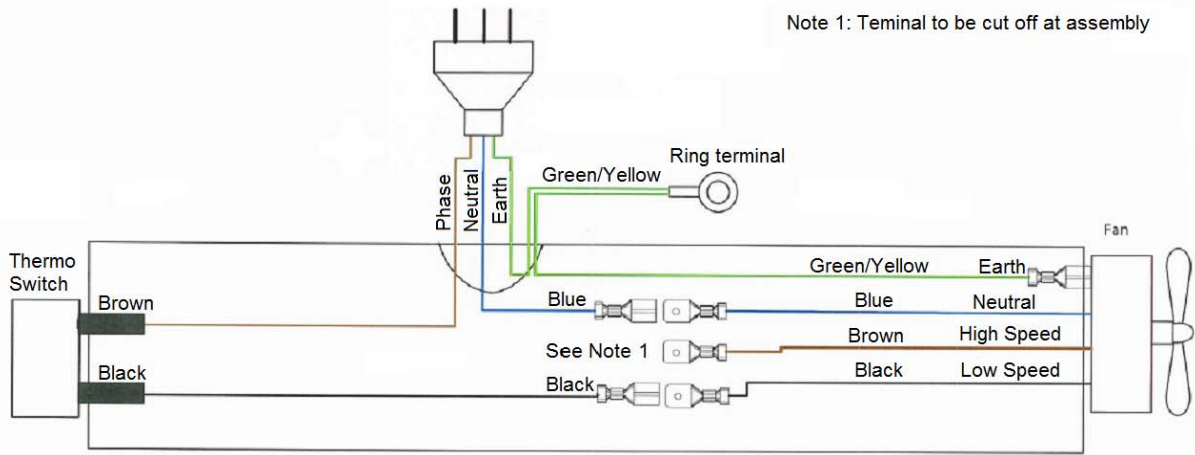 Note 1: Teminal to be cut off at assembly
Ring terminal
Green/Yellow
Phase
Neutral
Earth
Fan
Thermo
Switch
Green/Yellow
Earth
Brown
Blue
Blue
Neutral
See Note 1
Brown
High Speed
Black
Black
Black
Low Speed